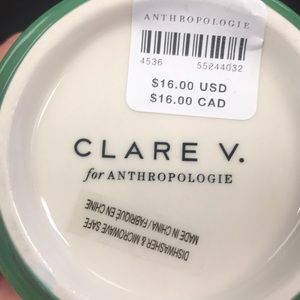 ANTHROPOLOGIE
4536 55244032
$16.00 USD
$16.00 CAD
CLARE V.
for ANTHROPOLOGIE
DISHWASHER & MICROWAVE SAFE
MADE IN CHINA / FABRIQUÉ EN CHINE